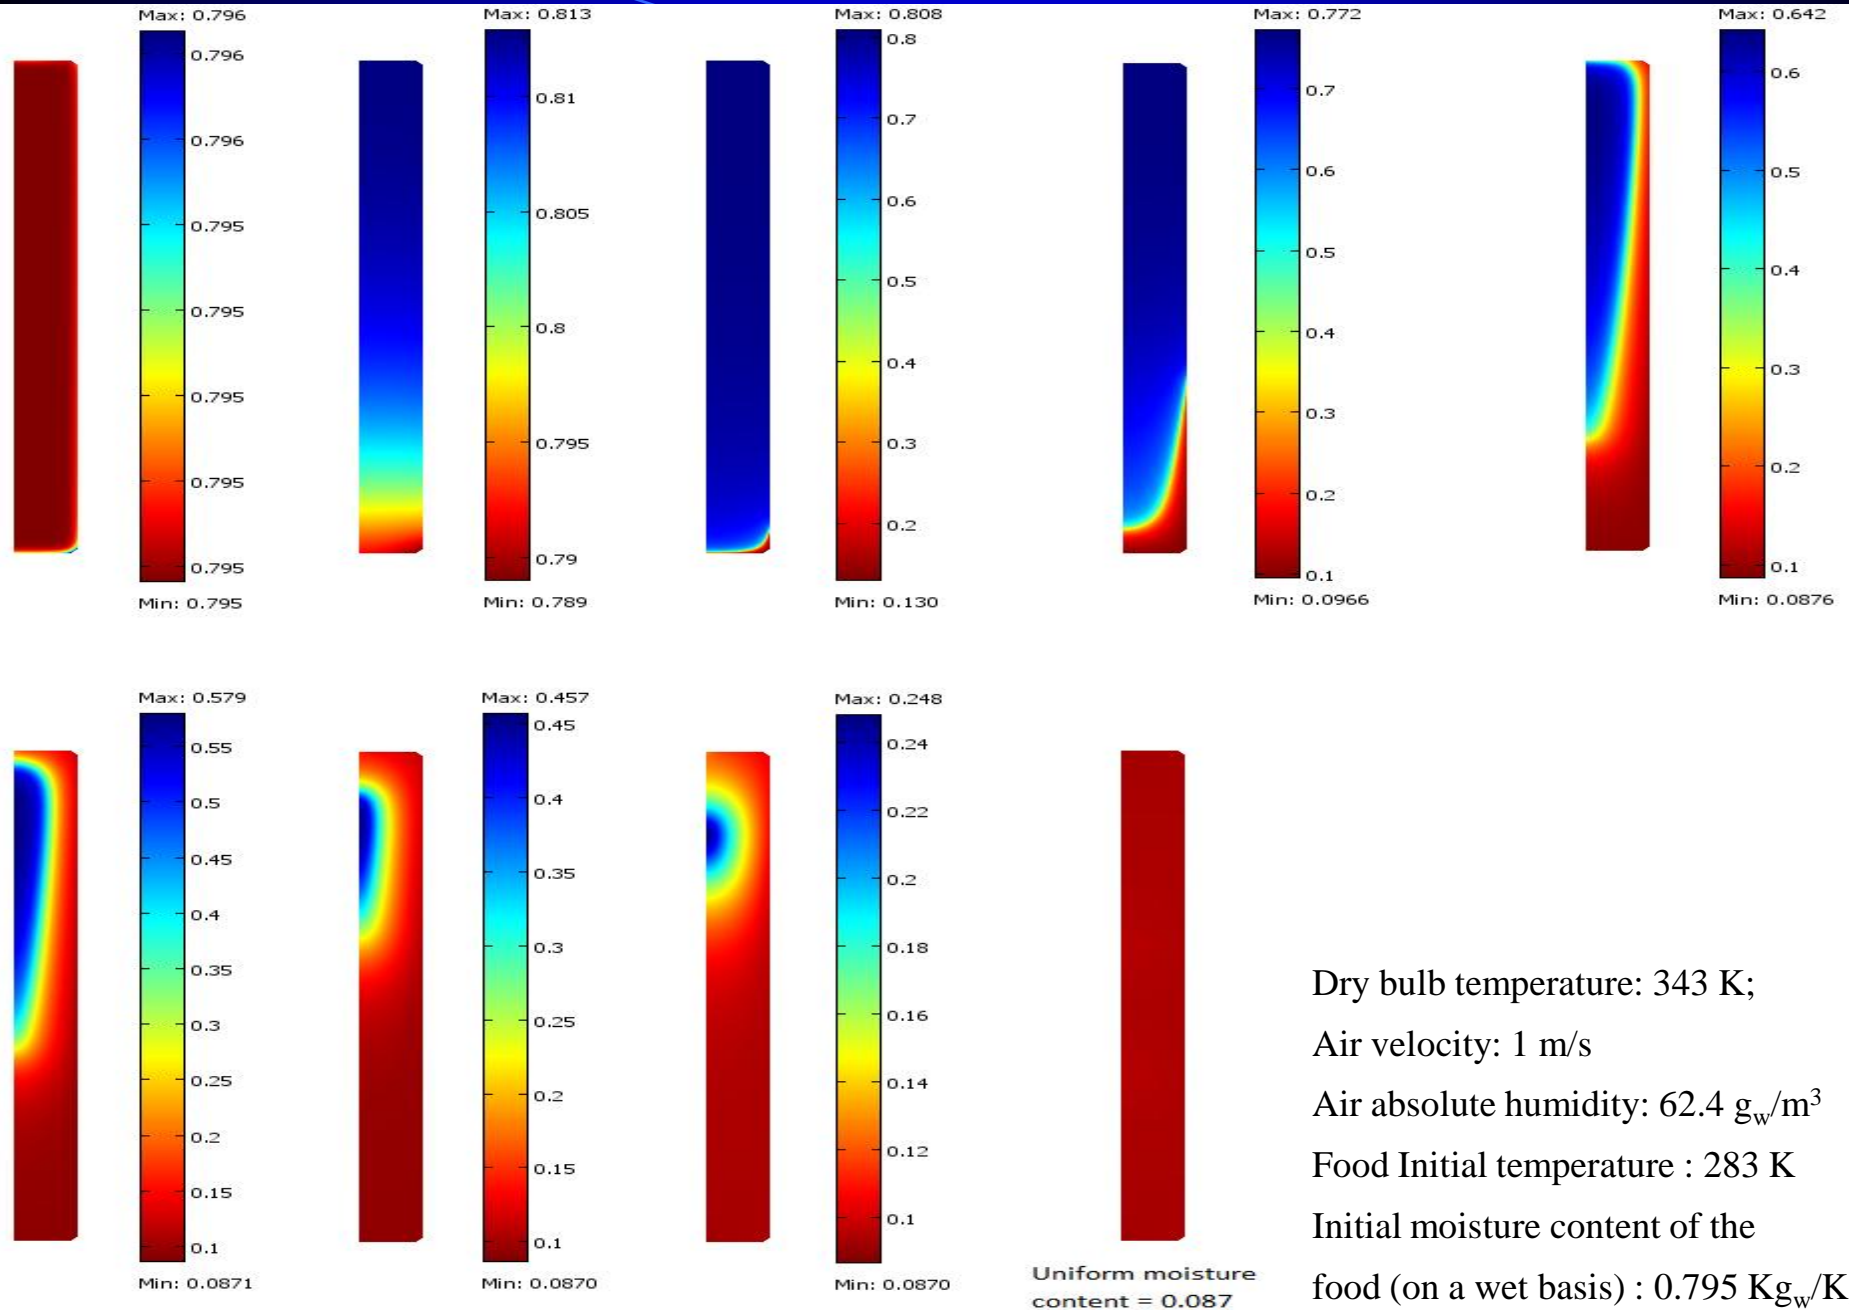 Max: 0.796
0.796
0.796
0.795
0.795
0.795
0.795
0.795
Min: 0.795
Max: 0.813
0.81
0.805
0.8
0.795
0.79
Min: 0.789
Max: 0.808
0.8
0.7
0.6
0.5
0.4
0.3
0.2
Min: 0.130
Max: 0.772
0.7
0.6
0.5
0.4
0.3
0.2
0.1
Min: 0.0966
Max: 0.642
0.6
0.5
0.4
0.3
0.2
0.1
Min: 0.0876
Max: 0.579
0.55
0.5
0.45
0.4
0.35
0.3
0.25
0.2
0.15
0.1
Min: 0.0871
Max: 0.457
0.45
0.4
0.35
0.3
0.25
0.2
0.15
0.1
Min: 0.0870
Max: 0.248
0.24
0.22
0.2
0.18
0.16
0.14
0.12
0.1
Min: 0.0870
Uniform moisture
content = 0.087
Dry bulb temperature: 343 K;
Air velocity: 1 m/s
Air absolute humidity: 62.4 g_w/m³
Food Initial temperature : 283 K
Initial moisture content of the
food (on a wet basis) : 0.795 Kg_w/K